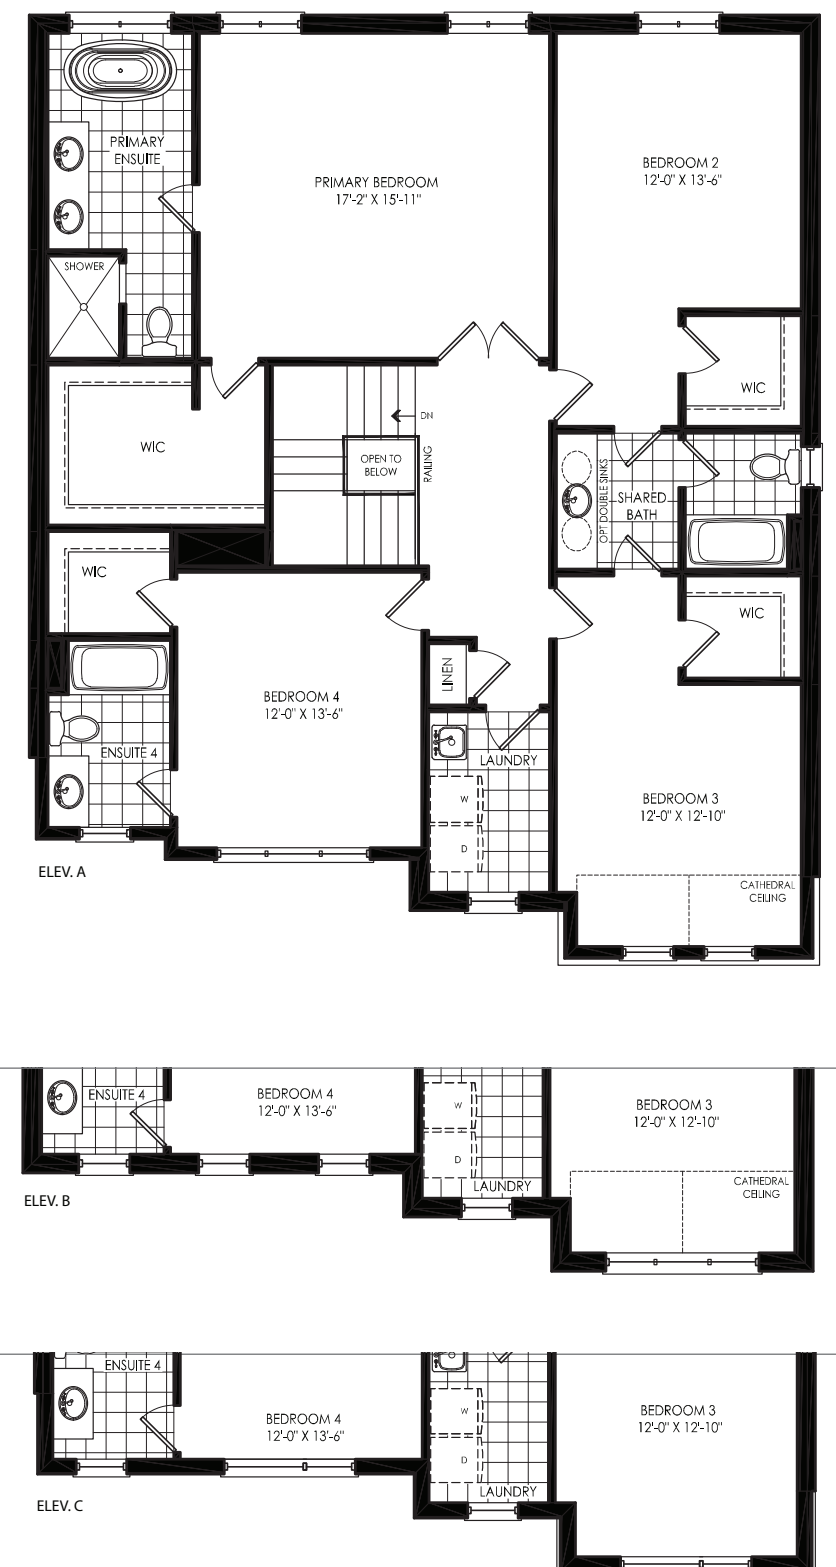 PRIMARY
ENSUITE
PRIMARY BEDROOM
17'-2" X 15'-11"
BEDROOM 2
12'-0" X 13'-6"
SHOWER
WIC
WIC
DN
RAILING
OPEN TO
BELOW
OPT DOUBLE SINKS
SHARED
BATH
WIC
WIC
LINEN
BEDROOM 4
12'-0" X 13'-6"
ENSUITE 4
LAUNDRY
W
D
BEDROOM 3
12'-0" X 12'-10"
CATHEDRAL
CEILING
ELEV. A
ENSUITE 4
BEDROOM 4
12'-0" X 13'-6"
W
D
LAUNDRY
BEDROOM 3
12'-0" X 12'-10"
CATHEDRAL
CEILING
ELEV. B
ENSUITE 4
BEDROOM 4
12'-0" X 13'-6"
W
D
LAUNDRY
BEDROOM 3
12'-0" X 12'-10"
ELEV. C